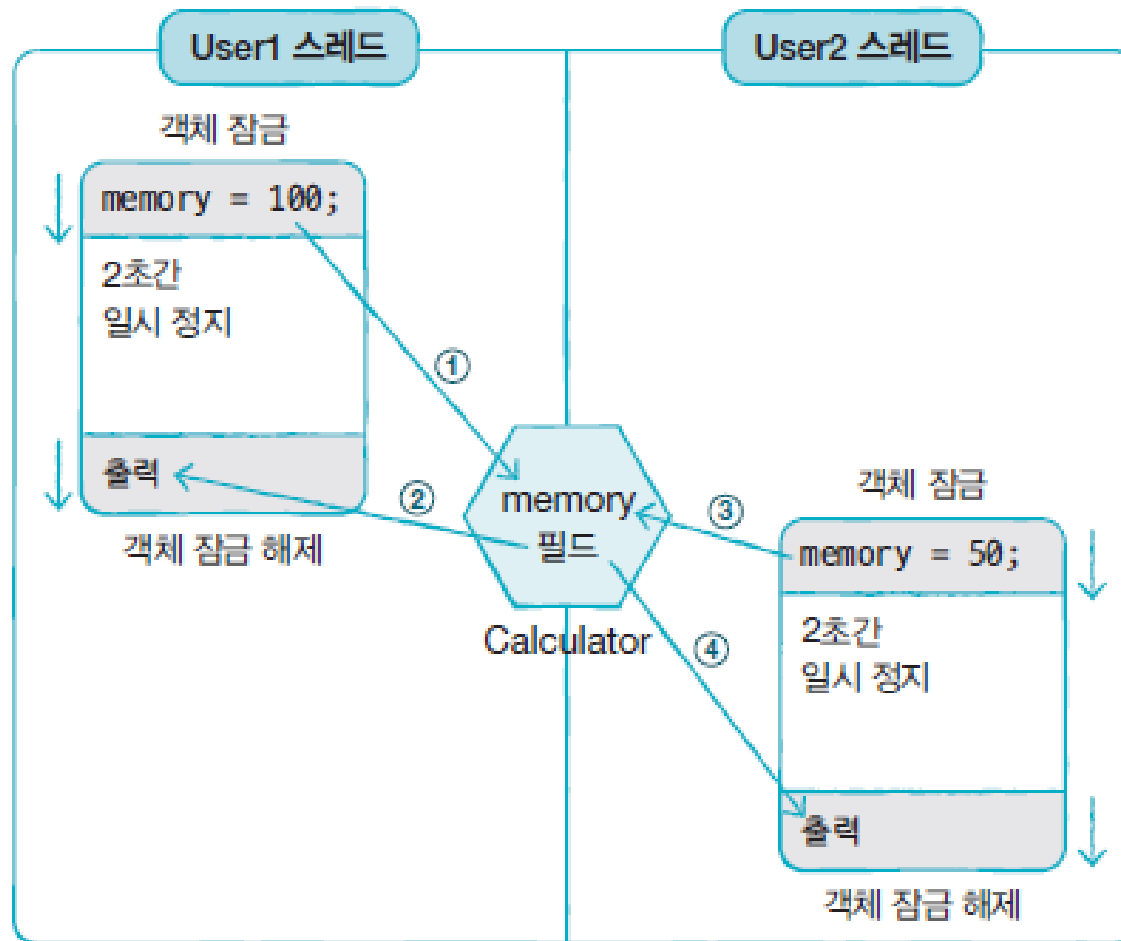 User1 스레드
객체 잠금
memory = 100;
2초간
일시 정지
출력
객체 잠금 해제
①
②
memory
필드
Calculator
③
④
User2 스레드
객체 잠금
memory = 50;
2초간
일시 정지
출력
객체 잠금 해제